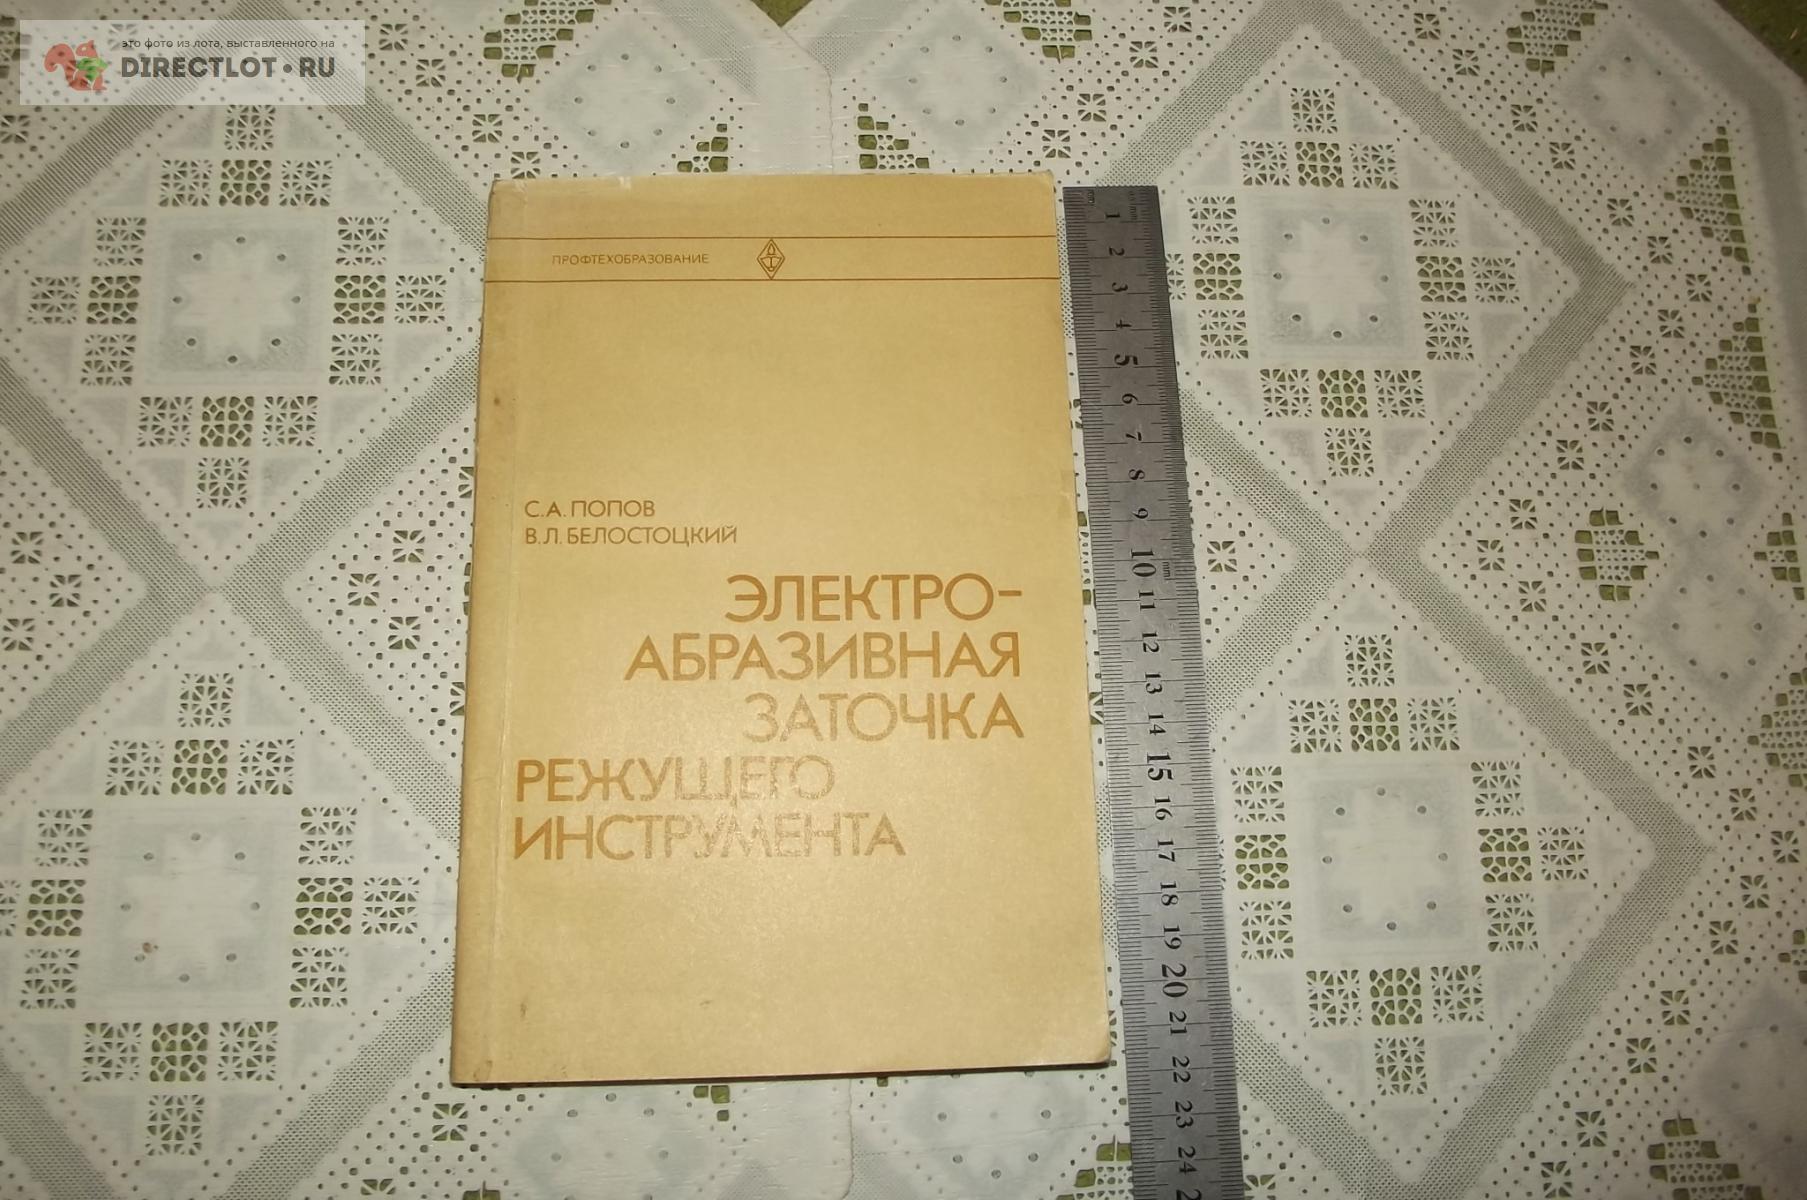 это фото из лота, выставленного на
DIRECTLOT•RU
ПРОФТЕХОБРАЗОВАНИЕ
С.А. ПОПОВ
В.Л. БЕЛОСТОЦКИЙ
ЭЛЕКТРО-
АБРАЗИВНАЯ
ЗАТОЧКА
РЕЖУЩЕГО
ИНСТРУМЕНТА
mm
1
2
3
4
5
6
7
8
9
10
mm
11
12
13
14
15
16
17
18
19
20
21
22
23
24